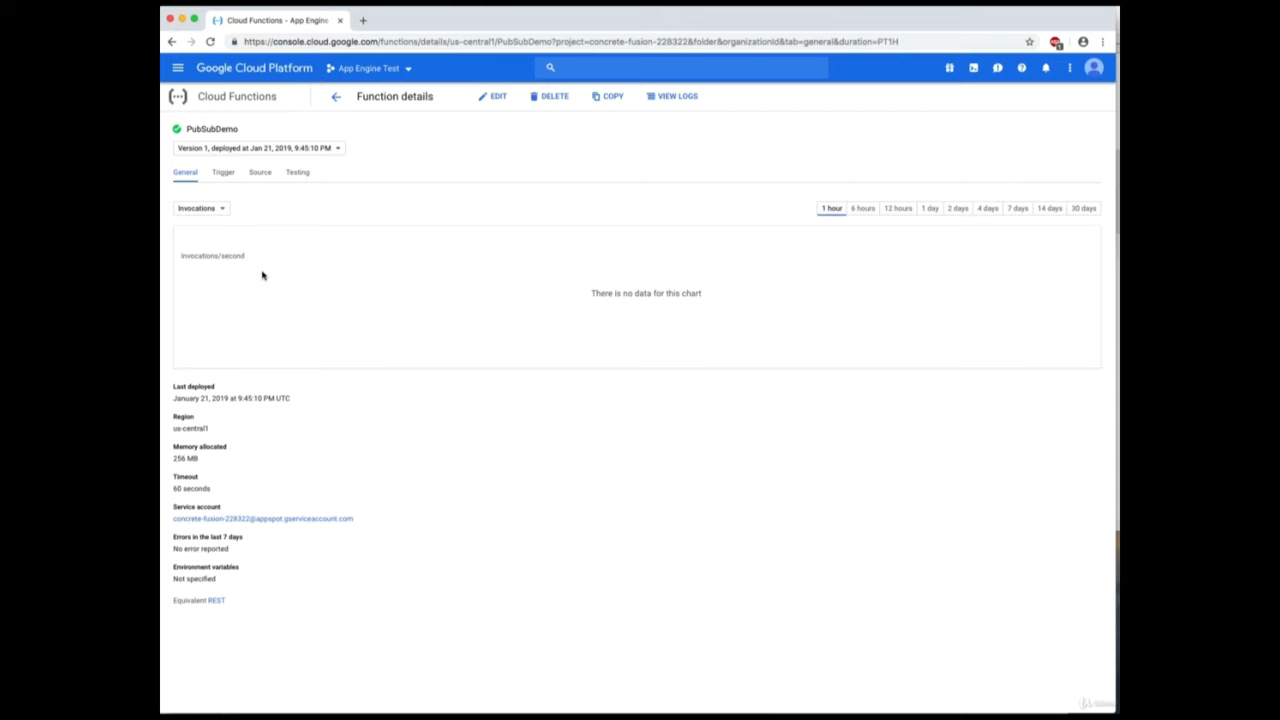 Cloud Functions - App Engine
https://console.cloud.google.com/functions/details/us-central1/PubSubDemo?project=concrete-fusion-228322&folder&organizationId&tab=general&duration=PT1H
Google Cloud Platform App Engine Test
Cloud Functions Function details EDIT DELETE COPY VIEW LOGS
PubSubDemo
Version 1, deployed at Jan 21, 2019, 9:45:10 PM
General Trigger Source Testing
Invocations 1 hour 6 hours 12 hours 1 day 2 days 4 days 7 days 14 days 30 days
Invocations/second
There is no data for this chart
Last deployed
January 21, 2019 at 9:45:10 PM UTC
Region
us-central1
Memory allocated
256 MB
Timeout
60 seconds
Service account
concrete-fusion-228322@appspot.gserviceaccount.com
Errors in the last 7 days
No error reported
Environment variables
Not specified
Equivalent REST